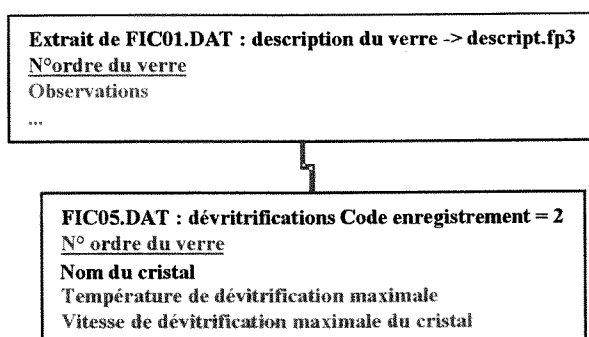 Extrait de FIC01.DAT : description du verre -> descript.fp3
N°ordre du verre
Observations
...
FIC05.DAT : dévritrifications Code enregistrement = 2
N° ordre du verre
Nom du cristal
Température de dévitrification maximale
Vitesse de dévitrification maximale du cristal